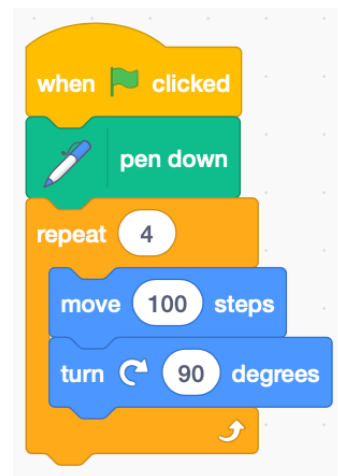 when clicked
pen down
repeat 4
move 100 steps
turn 90 degrees